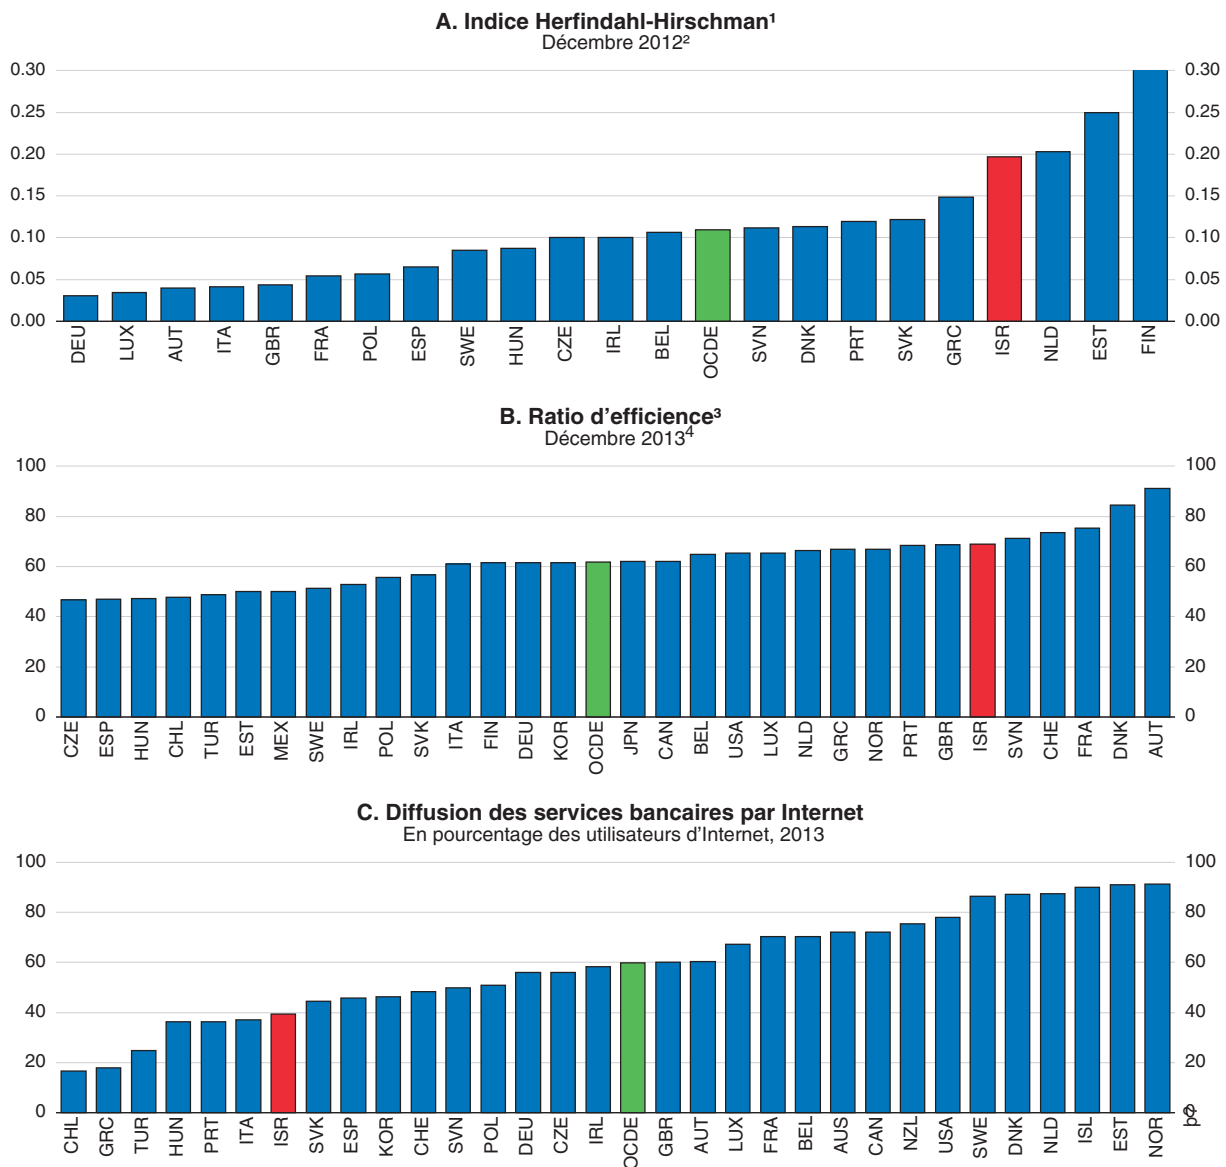 A. Indice Herfindahl-Hirschman¹
Décembre 2012²
0.30 0.30
0.25 0.25
0.20 0.20
0.15 0.15
0.10 0.10
0.05 0.05
0.00 0.00
DEU LUX AUT ITA GBR FRA POL ESP SWE HUN CZE IRL BEL OCDE SVN DNK PRT SVK GRC ISR NLD EST FIN
B. Ratio d’efficience³
Décembre 2013⁴
100 100
80 80
60 60
40 40
20 20
0 0
CZE ESP HUN CHL TUR EST MEX SWE IRL POL SVK ITA FIN DEU KOR OCDE JPN CAN BEL USA LUX NLD GRC NOR PRT GBR ISR SVN CHE FRA DNK AUT
C. Diffusion des services bancaires par Internet
En pourcentage des utilisateurs d’Internet, 2013
100 100
80 80
60 60
40 40
20 20
0 0
CHL GRC TUR HUN PRT ITA ISR SVK ESP KOR CHE SVN POL DEU CZE IRL OCDE GBR AUT LUX FRA BEL AUS CAN NZL USA SWE DNK NLD ISL EST NOR